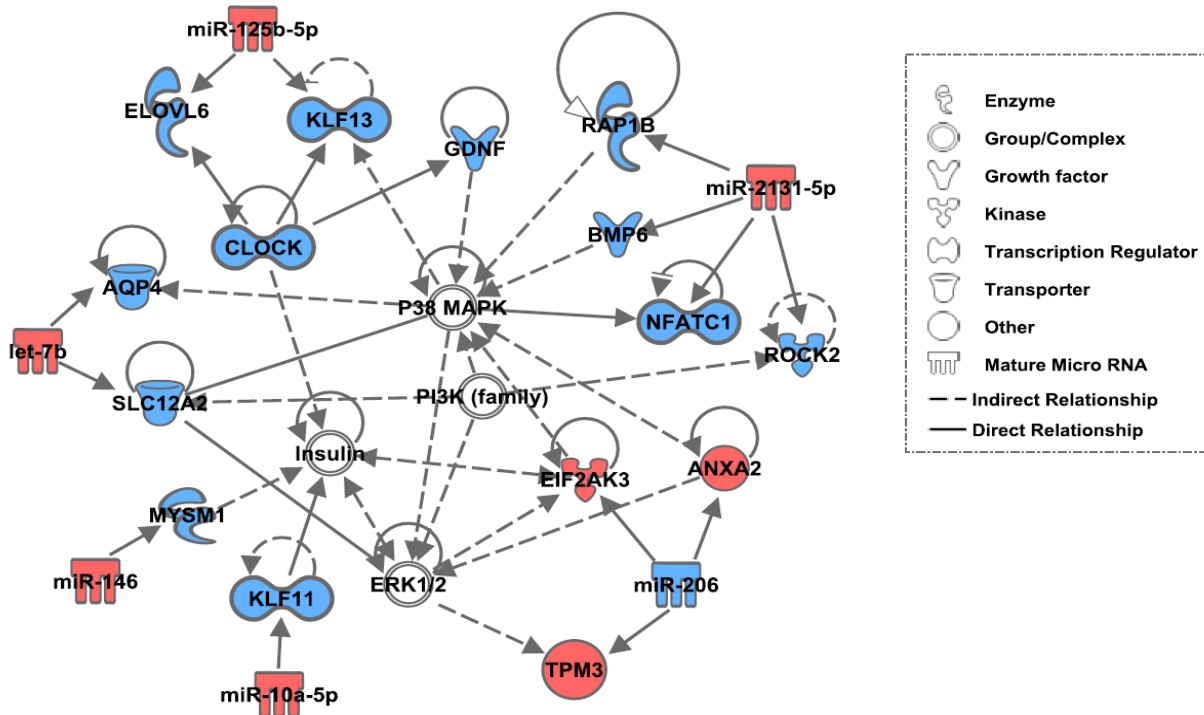 miR-125b-5p
ELOVL6
KLF13
GDNF
RAP1B
miR-2131-5p
CLOCK
BMP6
AQP4
P38 MAPK
NFATC1
let-7b
ROCK2
SLC12A2
PI3K (family)
Insulin
EIF2AK3
ANXA2
MYSM1
miR-146
KLF11
ERK1/2
miR-206
TPM3
miR-10a-5p
Enzyme
Group/Complex
Growth factor
Kinase
Transcription Regulator
Transporter
Other
Mature Micro RNA
Indirect Relationship
Direct Relationship